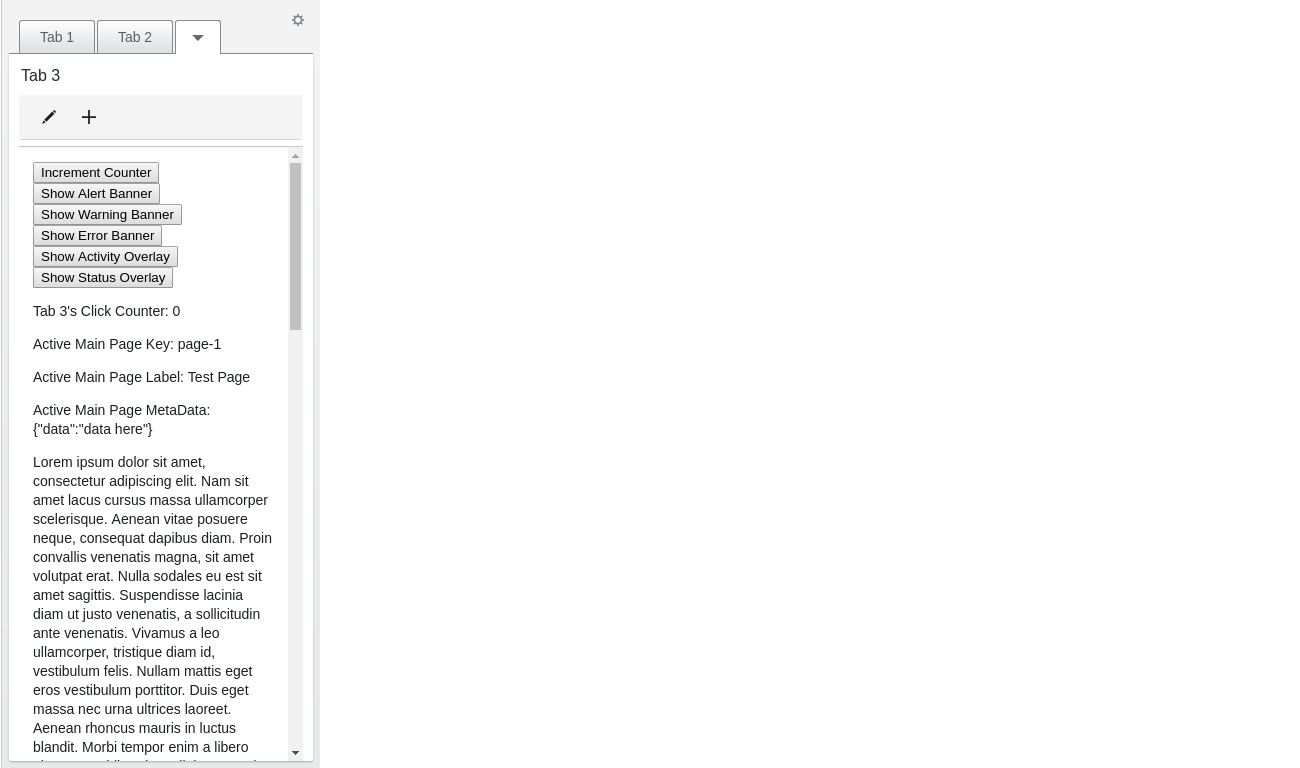 Tab 1
Tab 2
Tab 3
Increment Counter
Show Alert Banner
Show Warning Banner
Show Error Banner
Show Activity Overlay
Show Status Overlay
Tab 3's Click Counter: 0
Active Main Page Key: page-1
Active Main Page Label: Test Page
Active Main Page MetaData:
{"data":"data here"}
Lorem ipsum dolor sit amet,
consectetur adipiscing elit. Nam sit
amet lacus cursus massa ullamcorper
scelerisque. Aenean vitae posuere
neque, consequat dapibus diam. Proin
convallis venenatis magna, sit amet
volutpat erat. Nulla sodales eu est sit
amet sagittis. Suspendisse lacinia
diam ut justo venenatis, a sollicitudin
ante venenatis. Vivamus a leo
ullamcorper, tristique diam id,
vestibulum felis. Nullam mattis eget
eros vestibulum porttitor. Duis eget
massa nec urna ultrices laoreet.
Aenean rhoncus mauris in luctus
blandit. Morbi tempor enim a libero